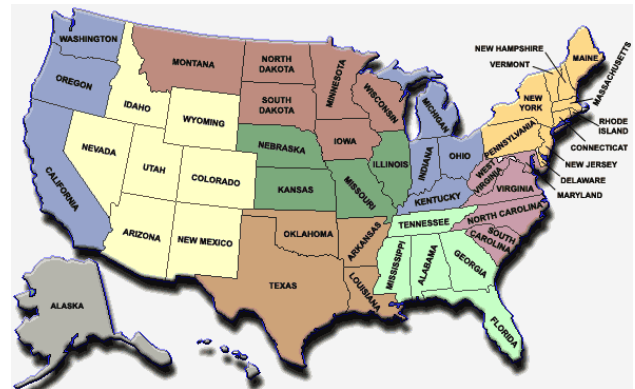 WASHINGTON
OREGON
CALIFORNIA
IDAHO
NEVADA
MONTANA
WYOMING
UTAH
COLORADO
ARIZONA
NEW MEXICO
NORTH
DAKOTA
SOUTH
DAKOTA
NEBRASKA
KANSAS
OKLAHOMA
TEXAS
MINNESOTA
IOWA
MISSOURI
ARKANSAS
LOUISIANA
WISCONSIN
ILLINOIS
MICHIGAN
INDIANA
OHIO
KENTUCKY
TENNESSEE
MISSISSIPPI
ALABAMA
GEORGIA
FLORIDA
WEST
VIRGINIA
VIRGINIA
NORTH CAROLINA
SOUTH
CAROLINA
PENNSYLVANIA
NEW
YORK
NEW HAMPSHIRE
VERMONT
MAINE
MASSACHUSETTS
RHODE
ISLAND
CONNECTICAT
NEW JERSEY
DELAWARE
MARYLAND
ALASKA